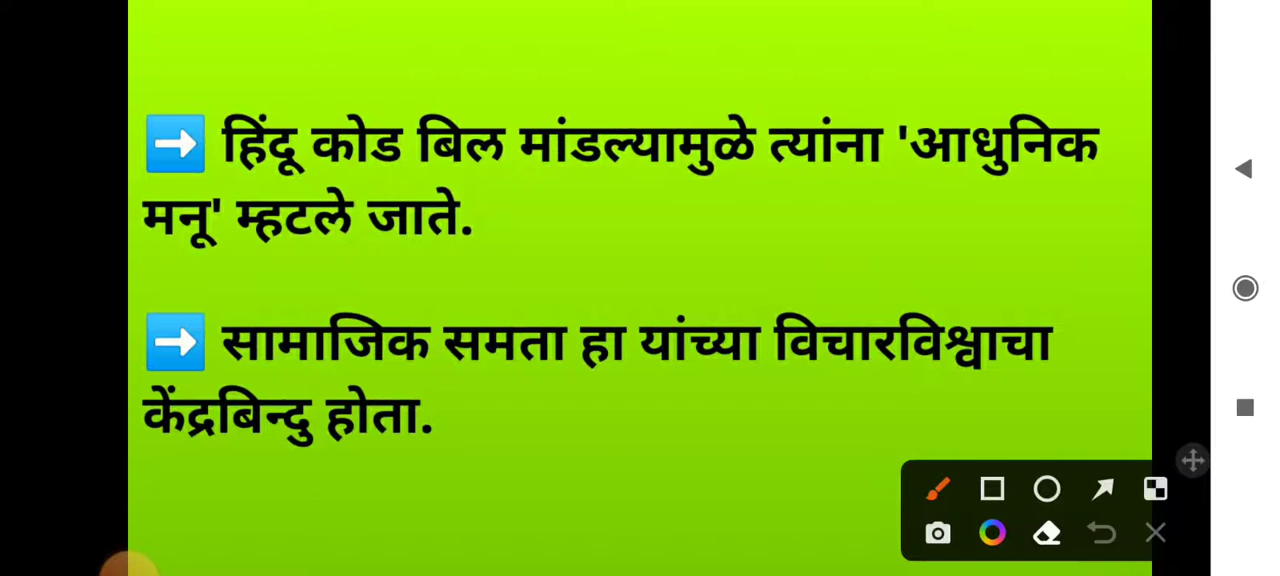 ➡ हिंदू कोड बिल मांडल्यामुळे त्यांना 'आधुनिक
मनू' म्हटले जाते.
➡ सामाजिक समता हा यांच्या विचारविश्वाचा
केंद्रबिन्दु होता.